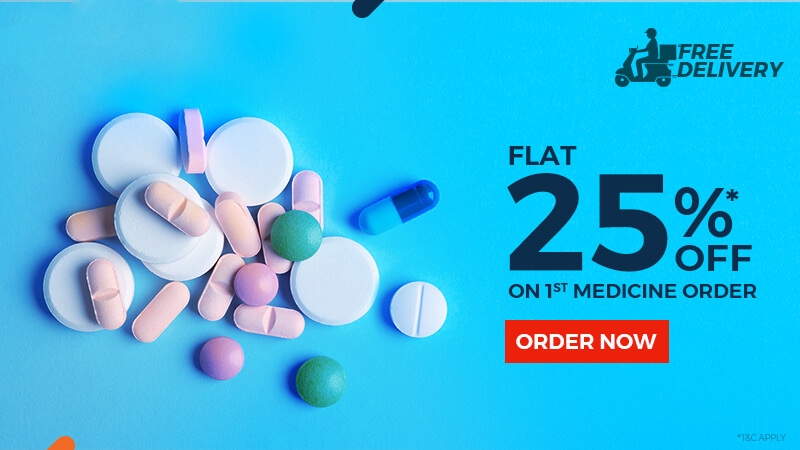 FREE
DELIVERY
FLAT
25%*
OFF
ON 1ST MEDICINE ORDER
ORDER NOW
*T&C APPLY